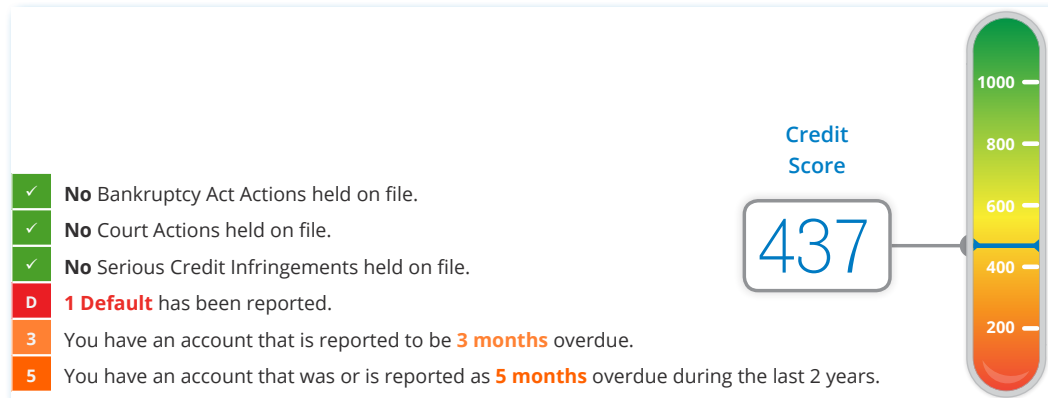 Credit
Score
437
✓ No Bankruptcy Act Actions held on file.
✓ No Court Actions held on file.
✓ No Serious Credit Infringements held on file.
D 1 Default has been reported.
3 You have an account that is reported to be 3 months overdue.
5 You have an account that was or is reported as 5 months overdue during the last 2 years.
1000
800
600
400
200